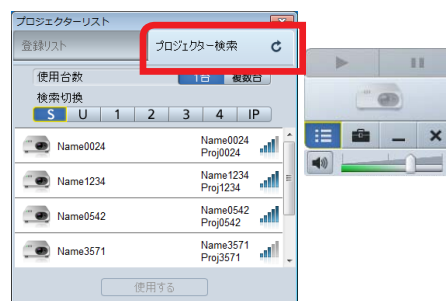 プロジェクターリスト
登録リスト
プロジェクター検索
使用台数
1台 複数台
検索切換
S U 1 2 3 4 IP
Name0024
Name0024
Proj0024
Name1234
Name1234
Proj1234
Name0542
Name0542
Proj0542
Name3571
Name3571
Proj3571
使用する